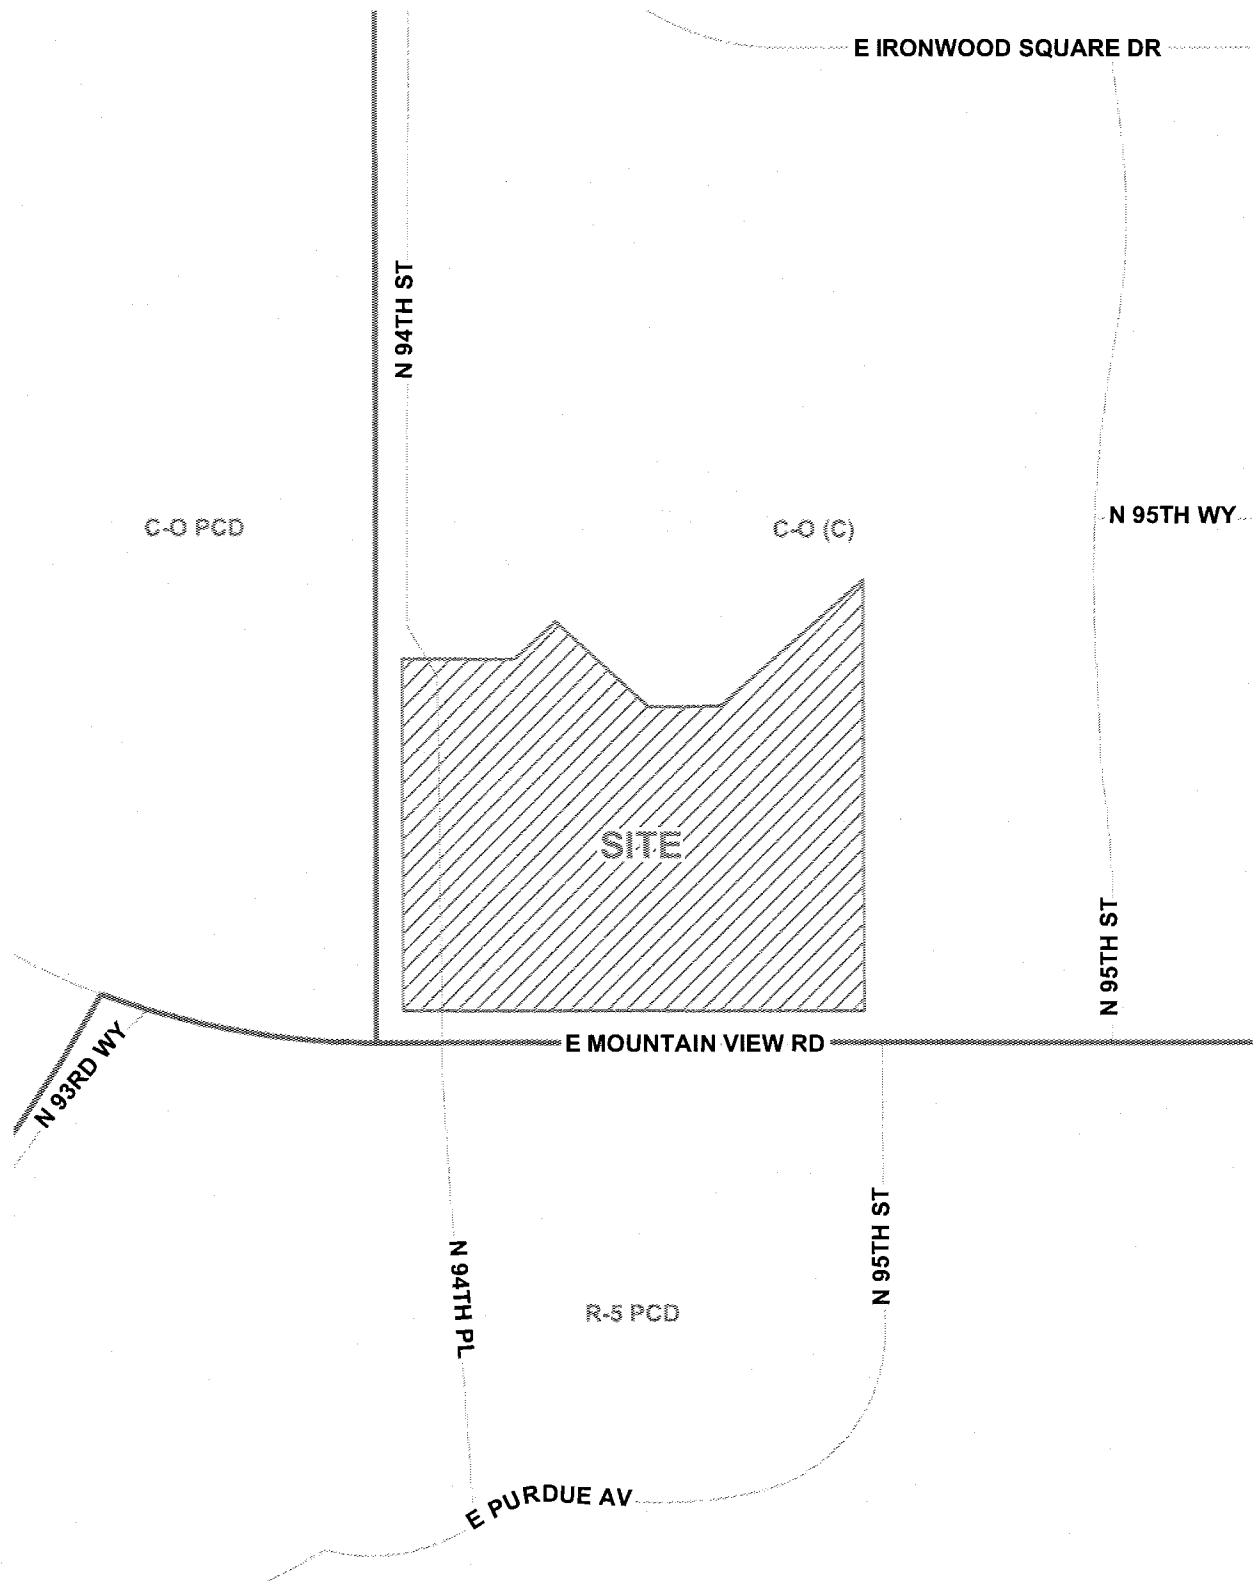 E IRONWOOD SQUARE DR
N 94TH ST
C-O PCD
C-O (C)
N 95TH WY
SITE
N 95TH ST
E MOUNTAIN VIEW RD
N 93RD WY
N 95TH ST
N 94TH PL
R-5 PCD
E PURDUE AV